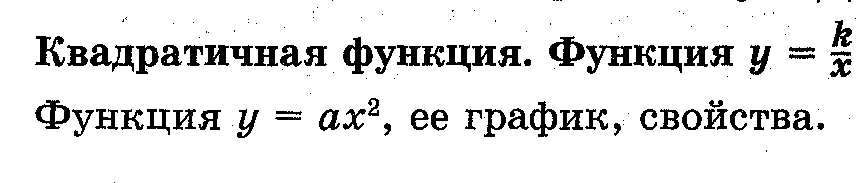 Квадратичная функция. Функция y = k/x
Функция y = ax², ее график, свойства.